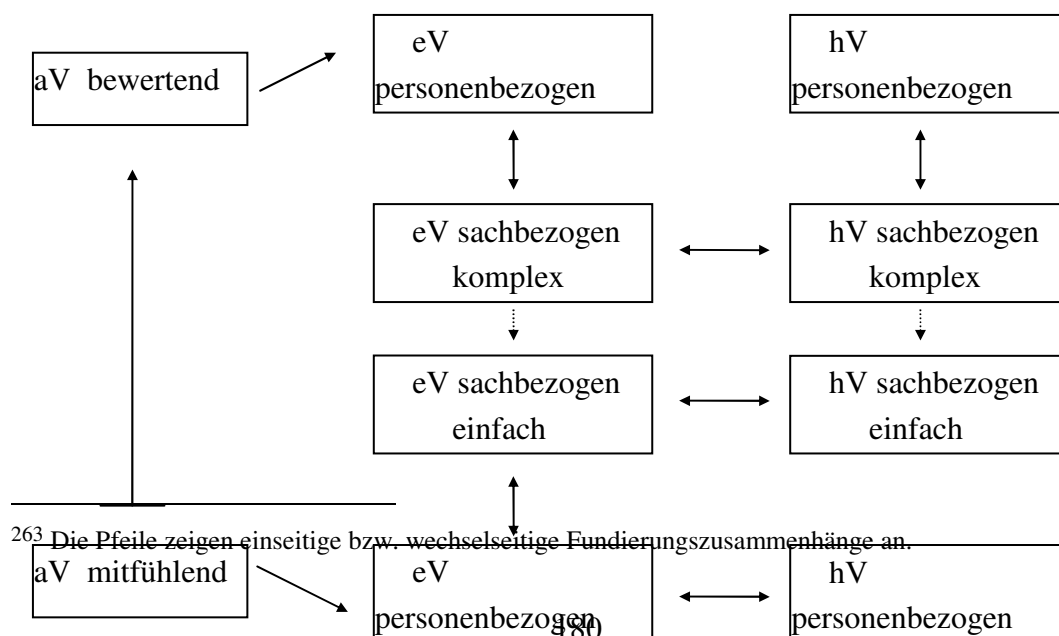 aV bewertend
eV
personenbezogen
hV
personenbezogen
eV sachbezogen
komplex
hV sachbezogen
komplex
eV sachbezogen
einfach
hV sachbezogen
einfach
263 Die Pfeile zeigen einseitige bzw. wechselseitige Fundierungszusammenhänge an.
aV mitfühlend
eV
personenbezogen
hV
personenbezogen
180